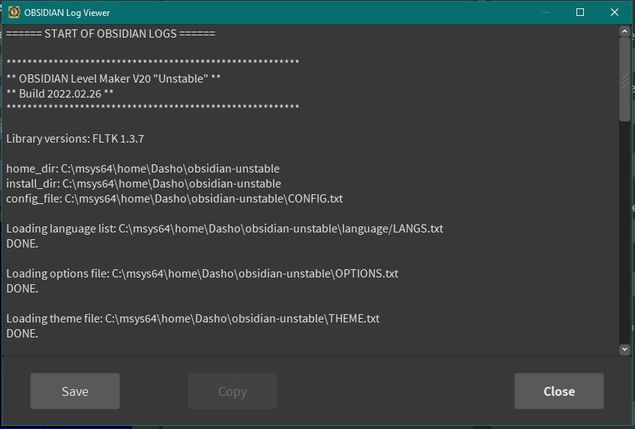 OBSIDIAN Log Viewer
====== START OF OBSIDIAN LOGS ======
********************************************************
** OBSIDIAN Level Maker V20 "Unstable" **
** Build 2022.02.26 **
********************************************************
Library versions: FLTK 1.3.7
home_dir: C:\msys64\home\Dasho\obsidian-unstable
install_dir: C:\msys64\home\Dasho\obsidian-unstable
config_file: C:\msys64\home\Dasho\obsidian-unstable\CONFIG.txt
Loading language list: C:\msys64\home\Dasho\obsidian-unstable\language/LANGS.txt
DONE.
Loading options file: C:\msys64\home\Dasho\obsidian-unstable\OPTIONS.txt
DONE.
Loading theme file: C:\msys64\home\Dasho\obsidian-unstable\THEME.txt
DONE.
Save Copy Close